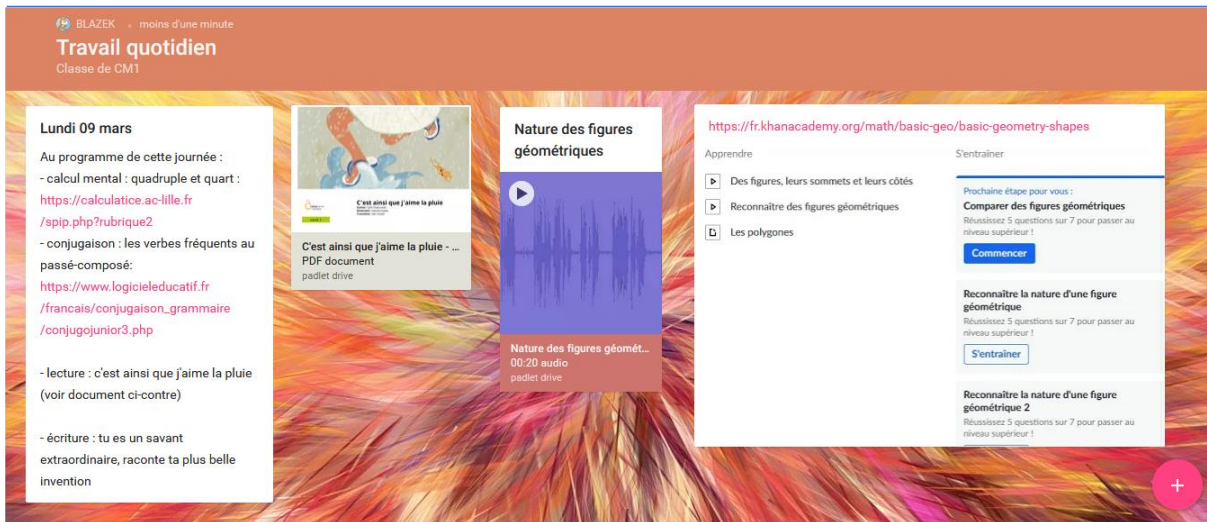 BLAZEK • moins d'une minute
Travail quotidien
Classe de CM1
Lundi 09 mars
Au programme de cette journée :
- calcul mental : quadruple et quart :
https://calculatice.ac-lille.fr
/spip.php?rubrique2
- conjugaison : les verbes fréquents au
passé-composé:
https://www.logicieleducatif.fr
/francais/conjugaison_grammaire
/conjugojunior3.php
- lecture : c'est ainsi que j'aime la pluie
(voir document ci-contre)
- écriture : tu es un savant
extraordinaire, raconte ta plus belle
invention
C'est ainsi que j'aime la pluie
C'est ainsi que j'aime la pluie - ...
PDF document
padlet drive
Nature des figures
géométriques
Nature des figures géomét...
00:20 audio
padlet drive
https://fr.khanacademy.org/math/basic-geo/basic-geometry-shapes
Apprendre
Des figures, leurs sommets et leurs côtés
Reconnaître des figures géométriques
Les polygones
S'entraîner
Prochaine étape pour vous :
Comparer des figures géométriques
Réussissez 5 questions sur 7 pour passer au
niveau supérieur !
Commencer
Reconnaître la nature d'une figure
géométrique
Réussissez 5 questions sur 7 pour passer au
niveau supérieur !
S'entraîner
Reconnaître la nature d'une figure
géométrique 2
Réussissez 5 questions sur 7 pour passer au
niveau supérieur !
+